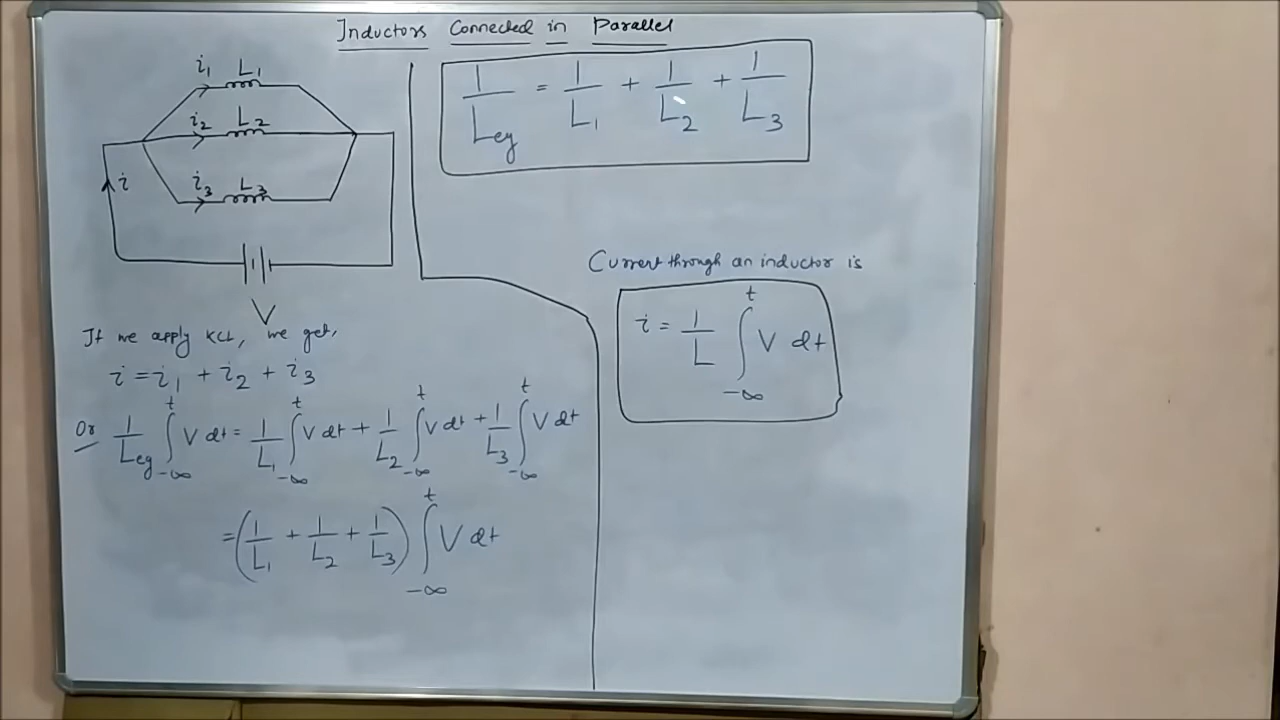 Inductors Connected in Parallel
i₁ L₁
i₂ L₂
i₃ L₃
i
V
If we apply KCL, we get,
i = i₁ + i₂ + i₃
Or 1/Leq ∫_{-∞}^{t} V dt = 1/L₁ ∫_{-∞}^{t} V dt + 1/L₂ ∫_{-∞}^{t} V dt + 1/L₃ ∫_{-∞}^{t} V dt
= (1/L₁ + 1/L₂ + 1/L₃) ∫_{-∞}^{t} V dt
1/Leq = 1/L₁ + 1/L₂ + 1/L₃
Current through an inductor is
i = 1/L ∫_{-∞}^{t} V dt